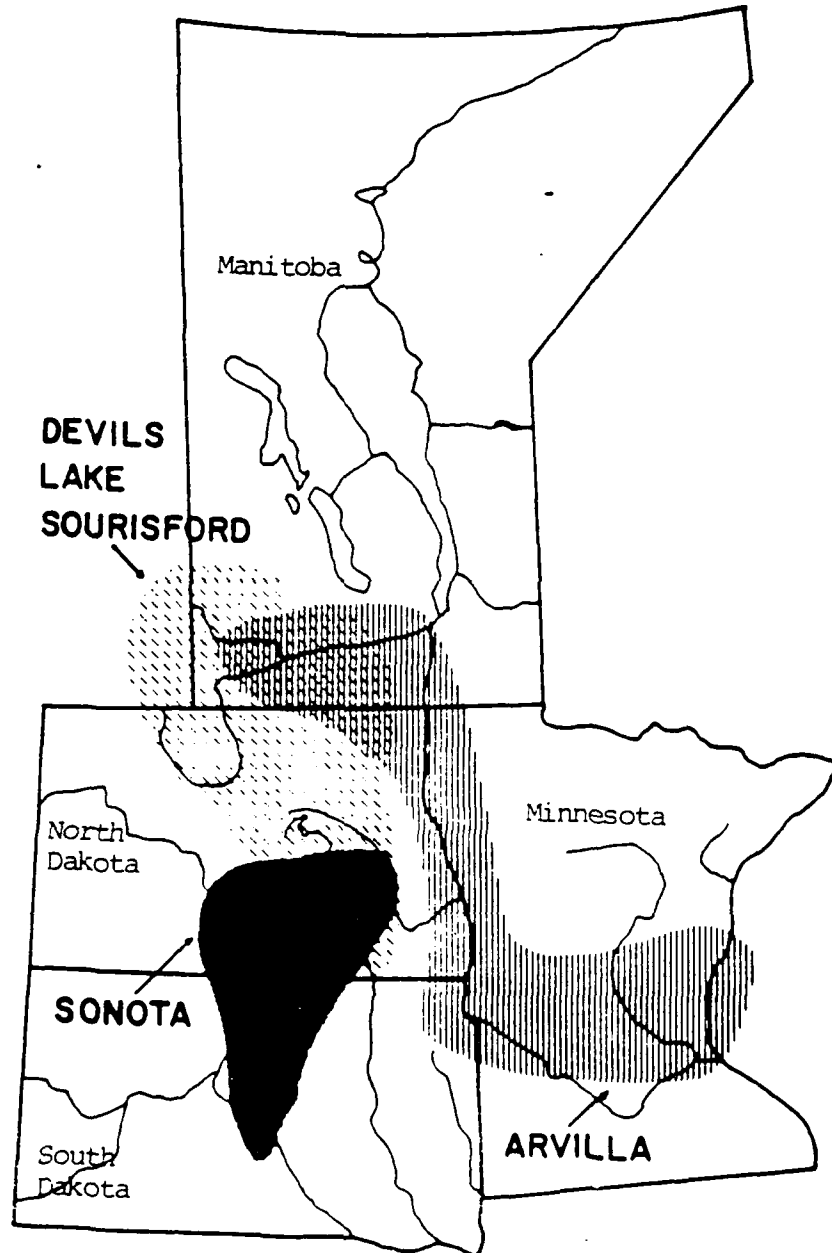 Manitoba
DEVILS
LAKE
SOURISFORD
Minnesota
North
Dakota
SONOTA
ARVILLA
South
Dakota